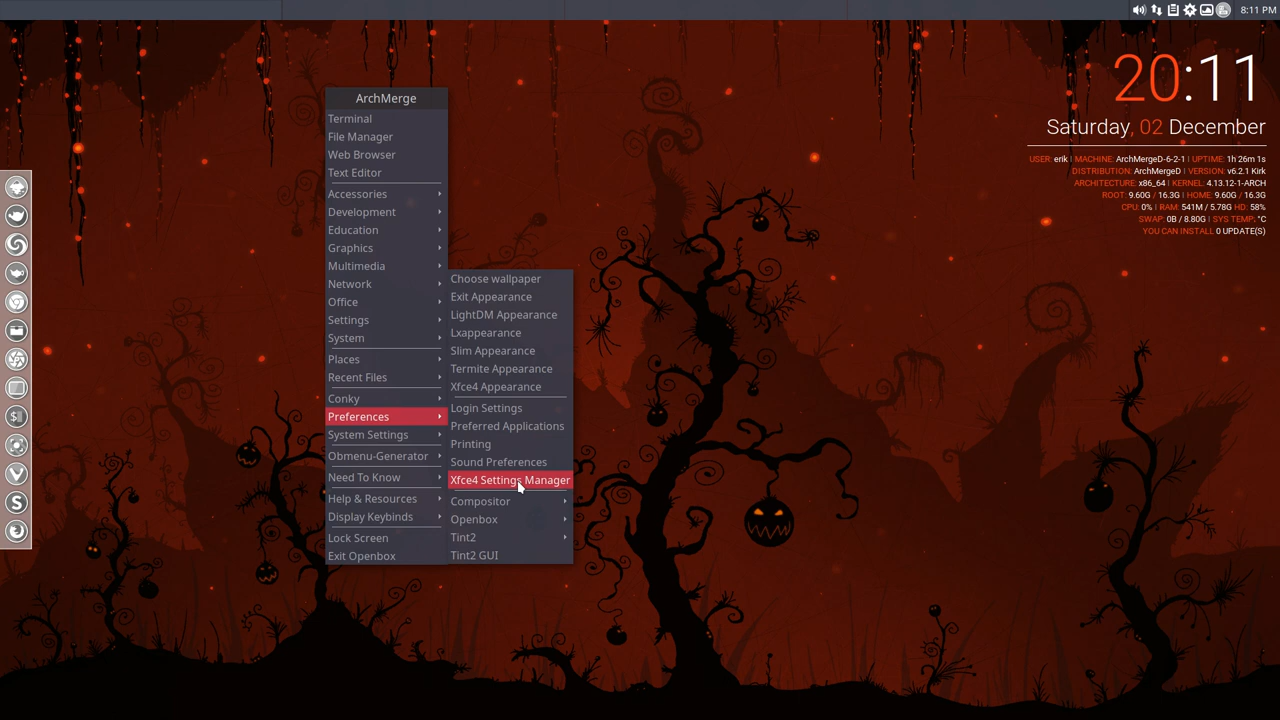 8:11 PM
20:11
Saturday, 02 December
USER: erik | MACHINE: ArchMergeD-6-2-1 | UPTIME: 1h 26m 1s
DISTRIBUTION: ArchMergeD | VERSION: v6.2.1 Kirk
ARCHITECTURE: x86_64 | KERNEL: 4.13.12-1-ARCH
ROOT: 9.60G / 16.3G | HOME: 9.60G / 16.3G
CPU: 0% | RAM: 541M / 5.78G HD: 58%
SWAP: 0B / 8.80G | SYS TEMP: °C
YOU CAN INSTALL 0 UPDATE(S)
ArchMerge
Terminal
File Manager
Web Browser
Text Editor
Accessories
Development
Education
Graphics
Multimedia
Network
Office
Settings
System
Places
Recent Files
Conky
Preferences
System Settings
Obmenu-Generator
Need To Know
Help & Resources
Display Keybinds
Lock Screen
Exit Openbox
Choose wallpaper
Exit Appearance
LightDM Appearance
Lxappearance
Slim Appearance
Termite Appearance
Xfce4 Appearance
Login Settings
Preferred Applications
Printing
Sound Preferences
Xfce4 Settings Manager
Compositor
Openbox
Tint2
Tint2 GUI